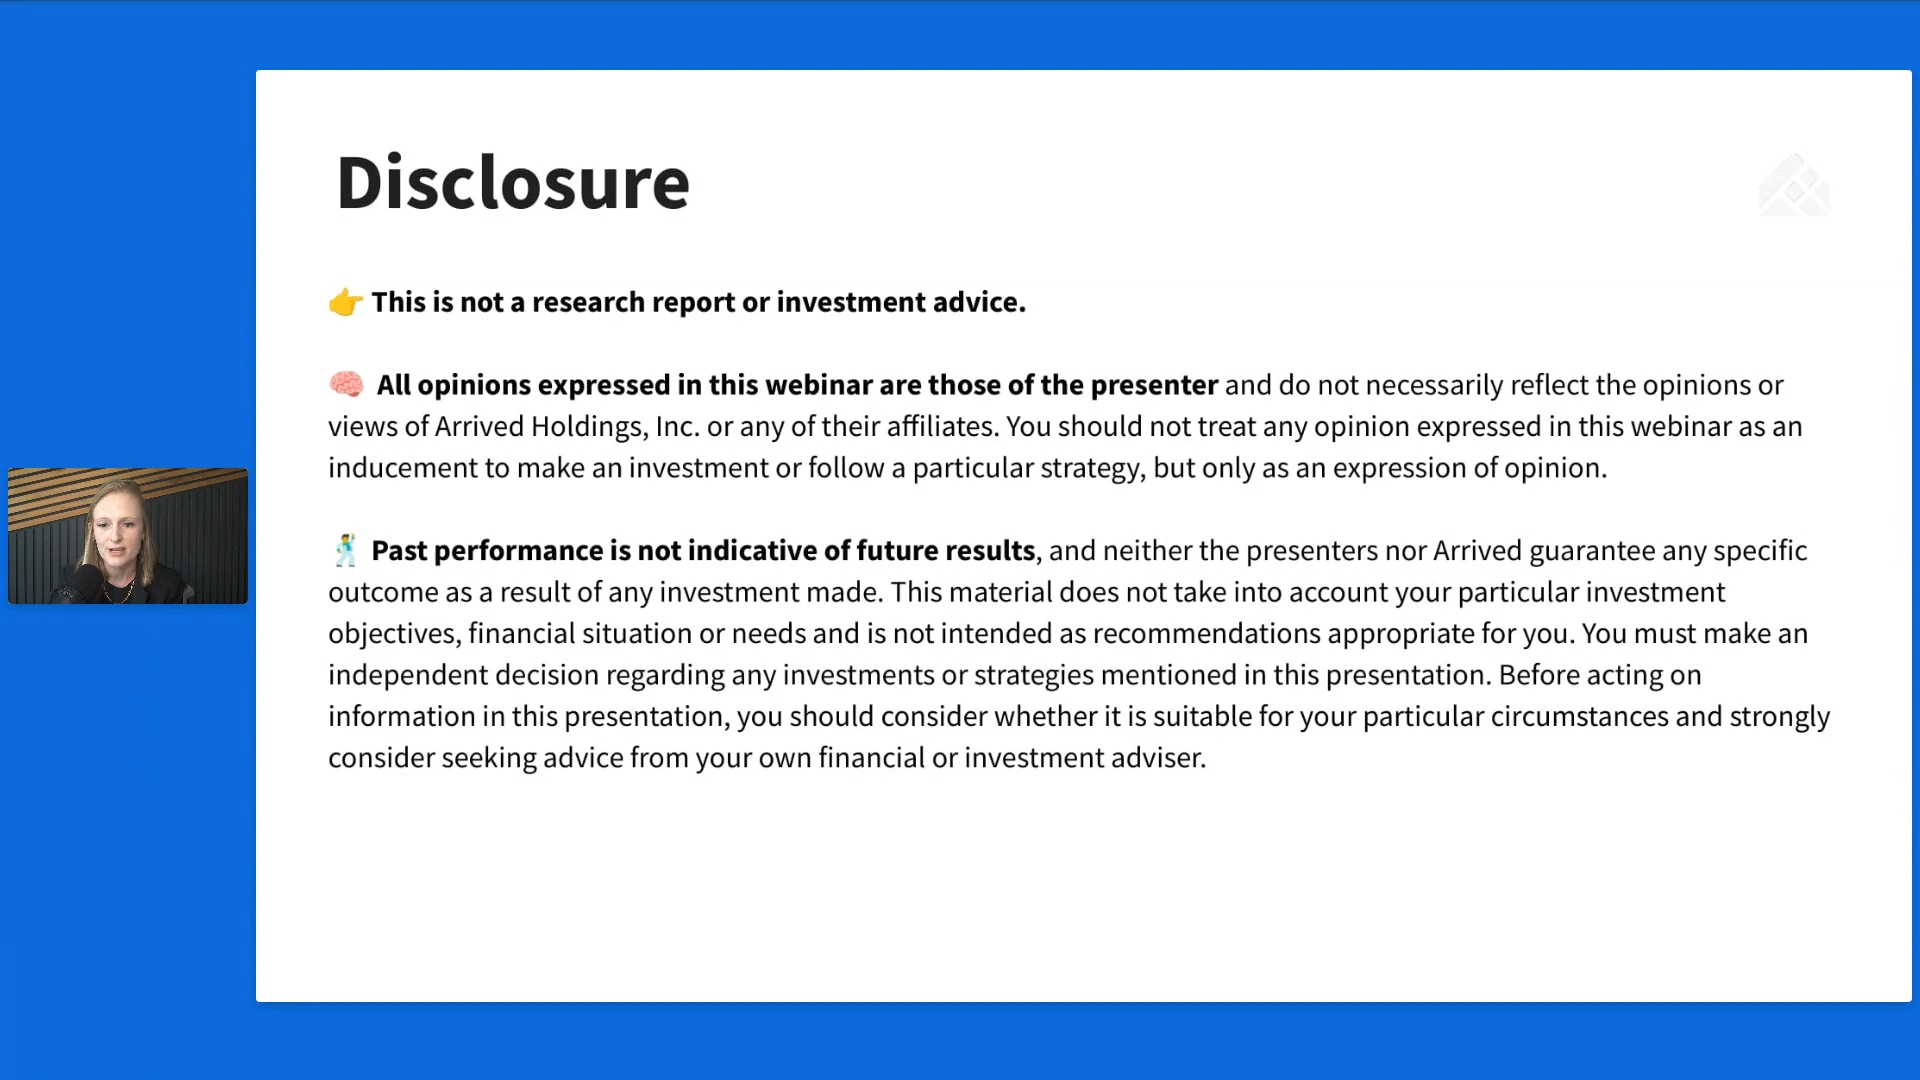 Disclosure
👉 This is not a research report or investment advice.
🧠 All opinions expressed in this webinar are those of the presenter and do not necessarily reflect the opinions or
views of Arrived Holdings, Inc. or any of their affiliates. You should not treat any opinion expressed in this webinar as an
inducement to make an investment or follow a particular strategy, but only as an expression of opinion.
🕺 Past performance is not indicative of future results, and neither the presenters nor Arrived guarantee any specific
outcome as a result of any investment made. This material does not take into account your particular investment
objectives, financial situation or needs and is not intended as recommendations appropriate for you. You must make an
independent decision regarding any investments or strategies mentioned in this presentation. Before acting on
information in this presentation, you should consider whether it is suitable for your particular circumstances and strongly
consider seeking advice from your own financial or investment adviser.